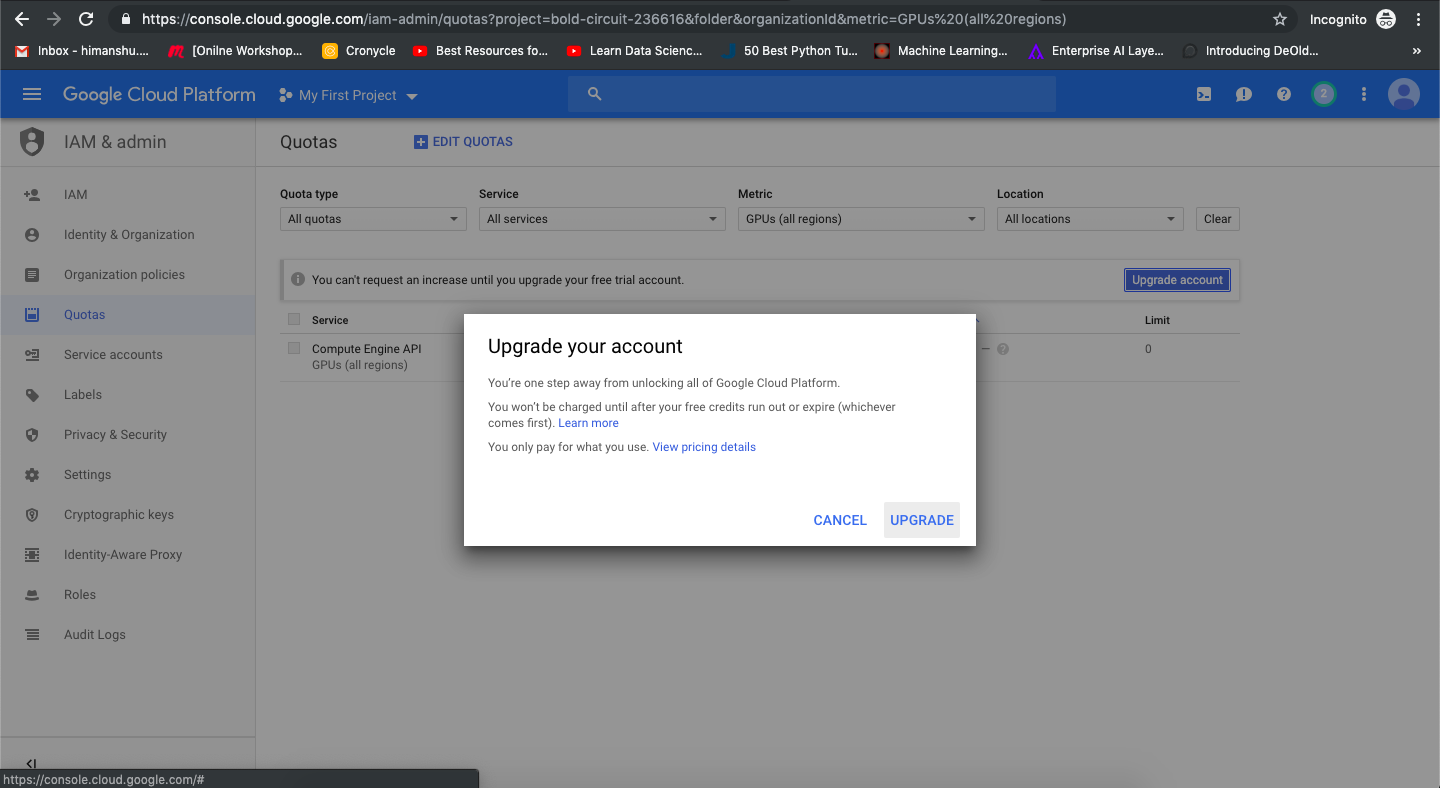 https://console.cloud.google.com/iam-admin/quotas?project=bold-circuit-236616&folder&organizationId&metric=GPUs%20(all%20regions)
Incognito
Inbox - himanshu....
[Onilne Workshop...
Cronycle
Best Resources fo...
Learn Data Scienc...
50 Best Python Tu...
Machine Learning...
Enterprise AI Laye...
Introducing DeOld...
»
Google Cloud Platform
My First Project
2
IAM & admin
Quotas
EDIT QUOTAS
IAM
Identity & Organization
Organization policies
Quotas
Service accounts
Labels
Privacy & Security
Settings
Cryptographic keys
Identity-Aware Proxy
Roles
Audit Logs
Quota type
Service
Metric
Location
All quotas
All services
GPUs (all regions)
All locations
Clear
You can't request an increase until you upgrade your free trial account.
Upgrade account
Service
Limit
Compute Engine API
GPUs (all regions)
—
0
Upgrade your account
You're one step away from unlocking all of Google Cloud Platform.
You won't be charged until after your free credits run out or expire (whichever
comes first). Learn more
You only pay for what you use. View pricing details
CANCEL
UPGRADE
https://console.cloud.google.com/#